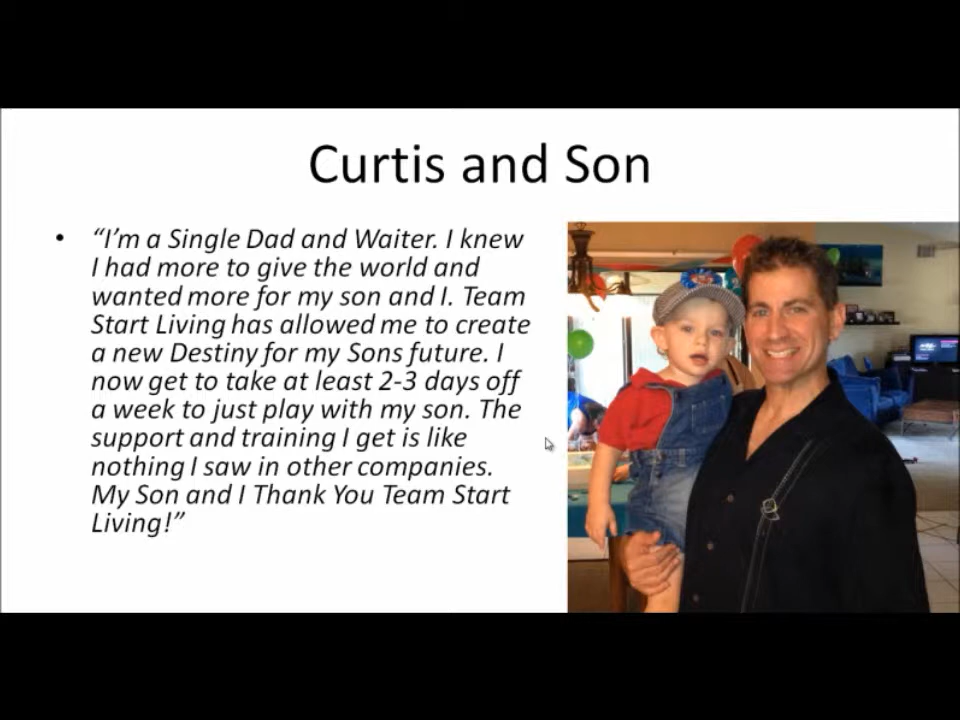 Curtis and Son
• “I’m a Single Dad and Waiter. I knew
I had more to give the world and
wanted more for my son and I. Team
Start Living has allowed me to create
a new Destiny for my Sons future. I
now get to take at least 2-3 days off
a week to just play with my son. The
support and training I get is like
nothing I saw in other companies.
My Son and I Thank You Team Start
Living!”